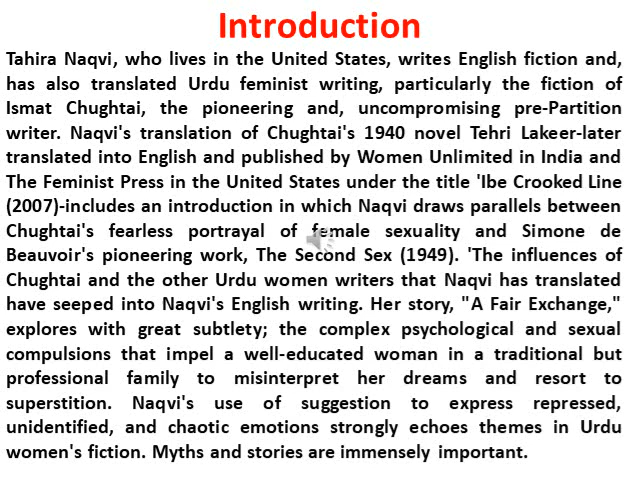 Introduction
Tahira Naqvi, who lives in the United States, writes English fiction and,
has also translated Urdu feminist writing, particularly the fiction of
Ismat Chughtai, the pioneering and, uncompromising pre-Partition
writer. Naqvi's translation of Chughtai's 1940 novel Tehri Lakeer-later
translated into English and published by Women Unlimited in India and
The Feminist Press in the United States under the title 'Ibe Crooked Line
(2007)-includes an introduction in which Naqvi draws parallels between
Chughtai's fearless portrayal of female sexuality and Simone de
Beauvoir's pioneering work, The Second Sex (1949). 'The influences of
Chughtai and the other Urdu women writers that Naqvi has translated
have seeped into Naqvi's English writing. Her story, "A Fair Exchange,"
explores with great subtlety; the complex psychological and sexual
compulsions that impel a well-educated woman in a traditional but
professional family to misinterpret her dreams and resort to
superstition. Naqvi's use of suggestion to express repressed,
unidentified, and chaotic emotions strongly echoes themes in Urdu
women's fiction. Myths and stories are immensely important.